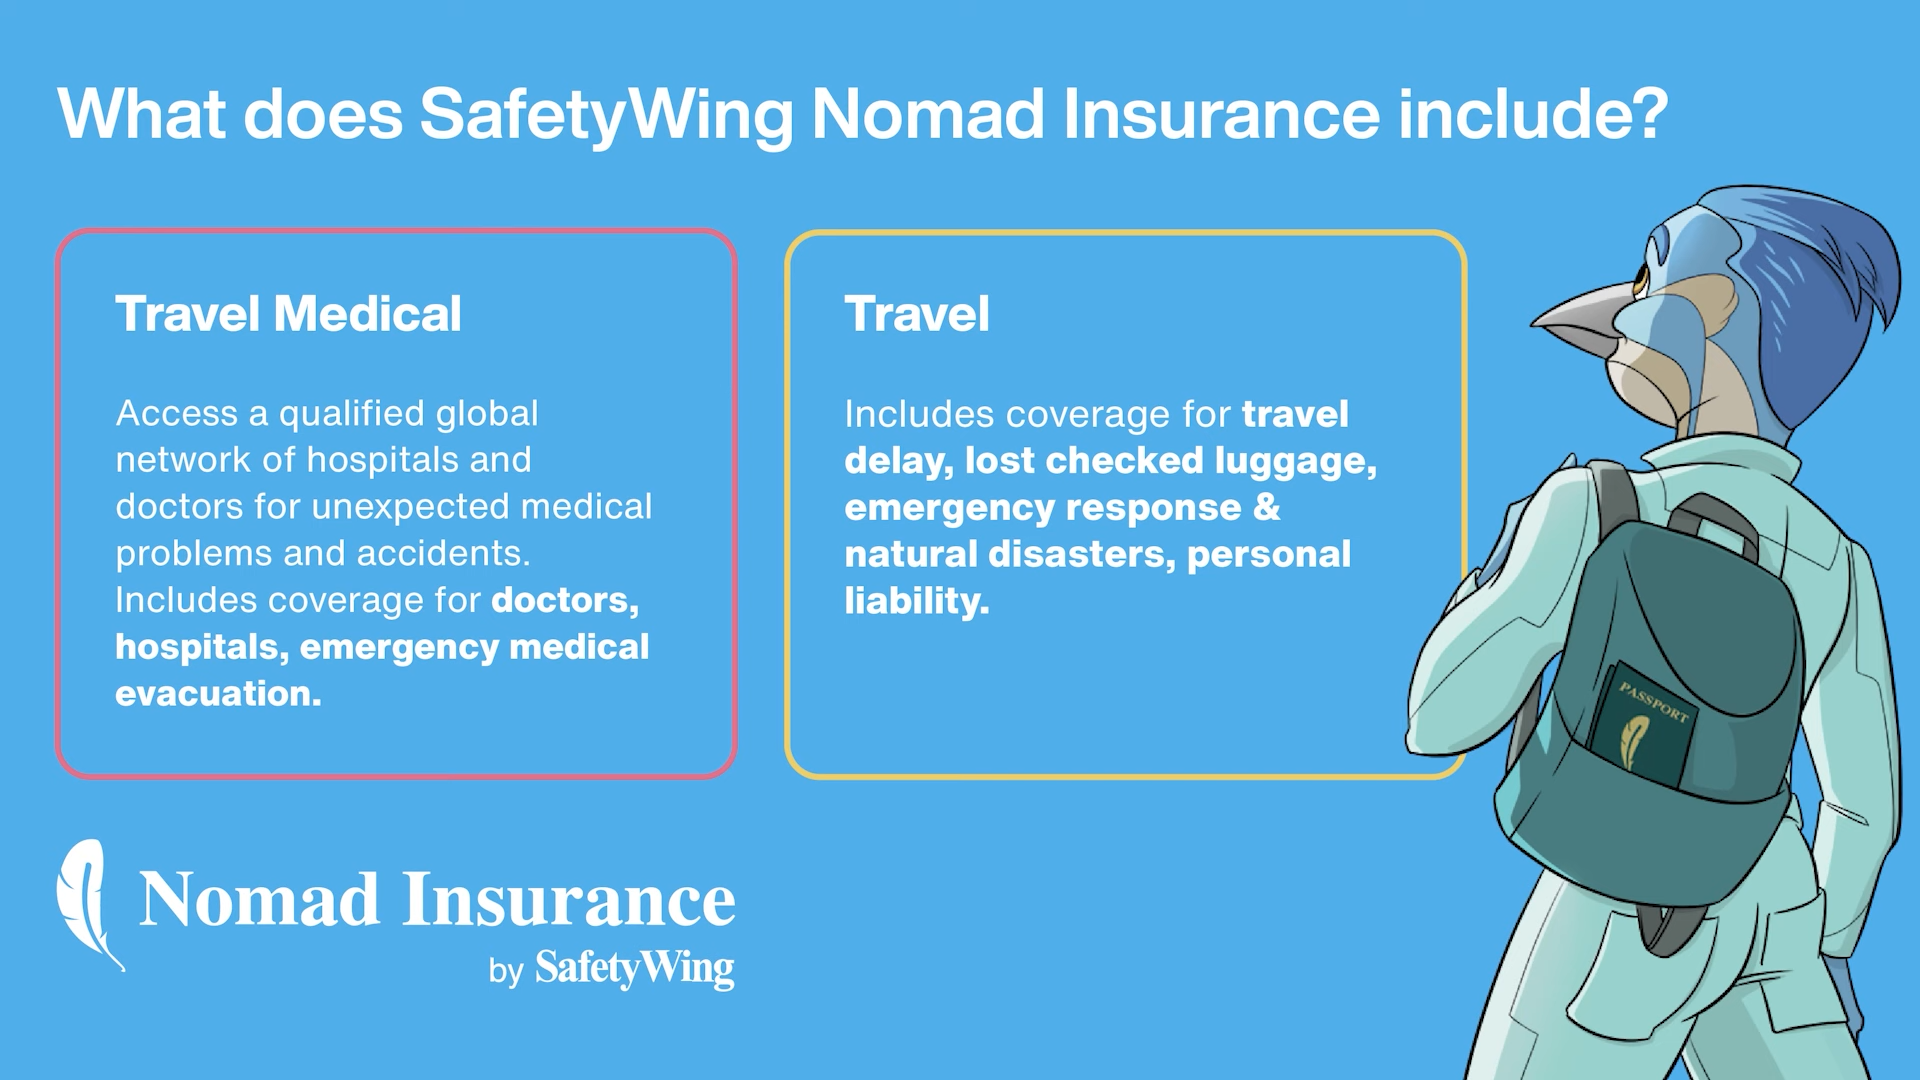 What does SafetyWing Nomad Insurance include?
Travel Medical
Access a qualified global
network of hospitals and
doctors for unexpected medical
problems and accidents.
Includes coverage for doctors,
hospitals, emergency medical
evacuation.
Travel
Includes coverage for travel
delay, lost checked luggage,
emergency response &
natural disasters, personal
liability.
PASSPORT
Nomad Insurance
by SafetyWing